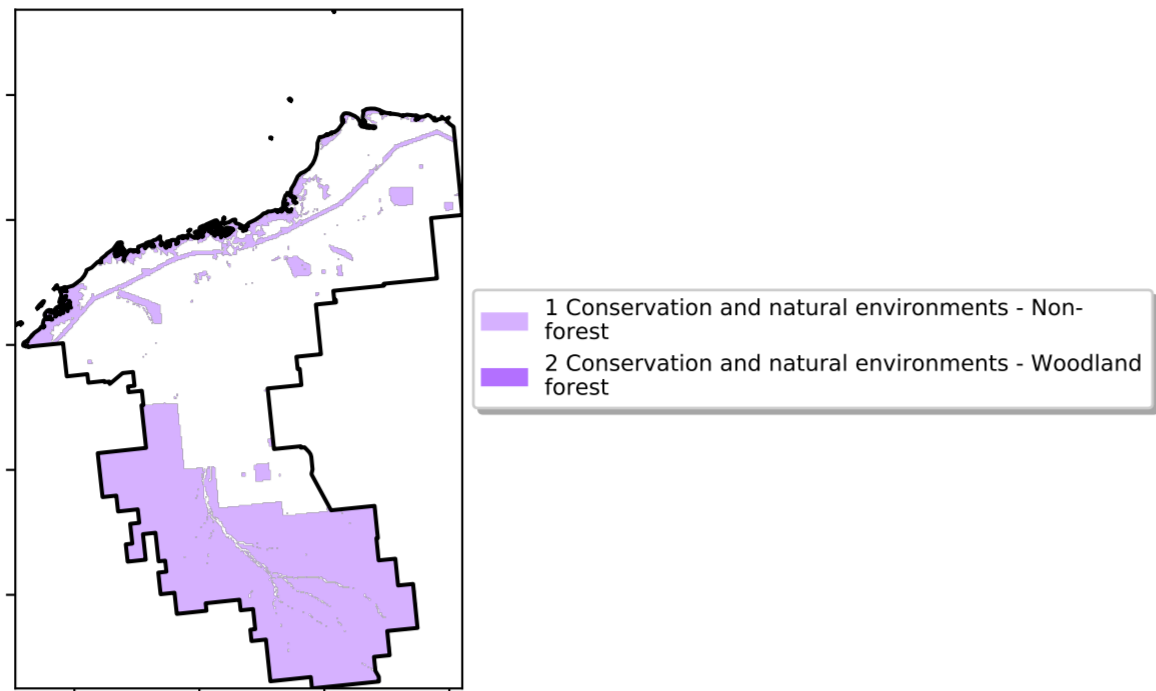 1 Conservation and natural environments - Non-
forest
2 Conservation and natural environments - Woodland
forest